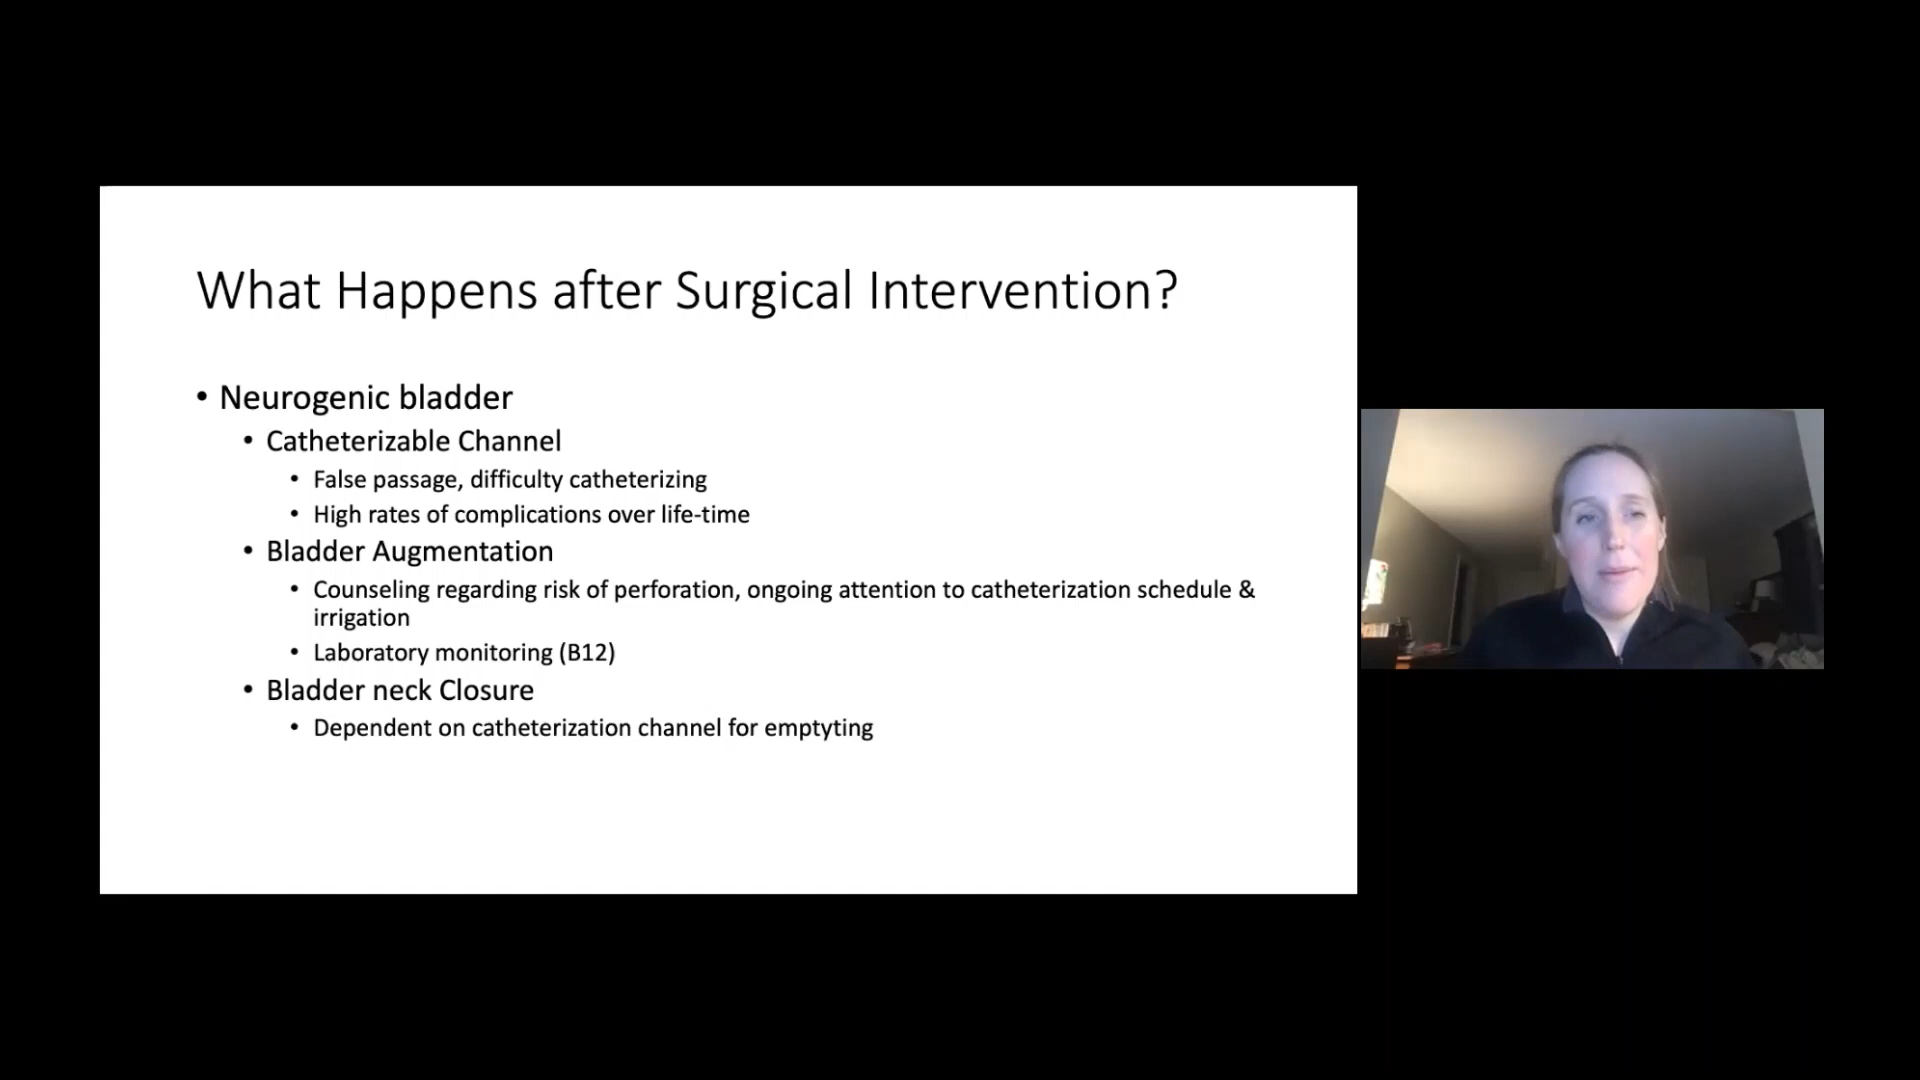 What Happens after Surgical Intervention?
• Neurogenic bladder
• Catheterizable Channel
• False passage, difficulty catheterizing
• High rates of complications over life-time
• Bladder Augmentation
• Counseling regarding risk of perforation, ongoing attention to catheterization schedule &
irrigation
• Laboratory monitoring (B12)
• Bladder neck Closure
• Dependent on catheterization channel for emptyting